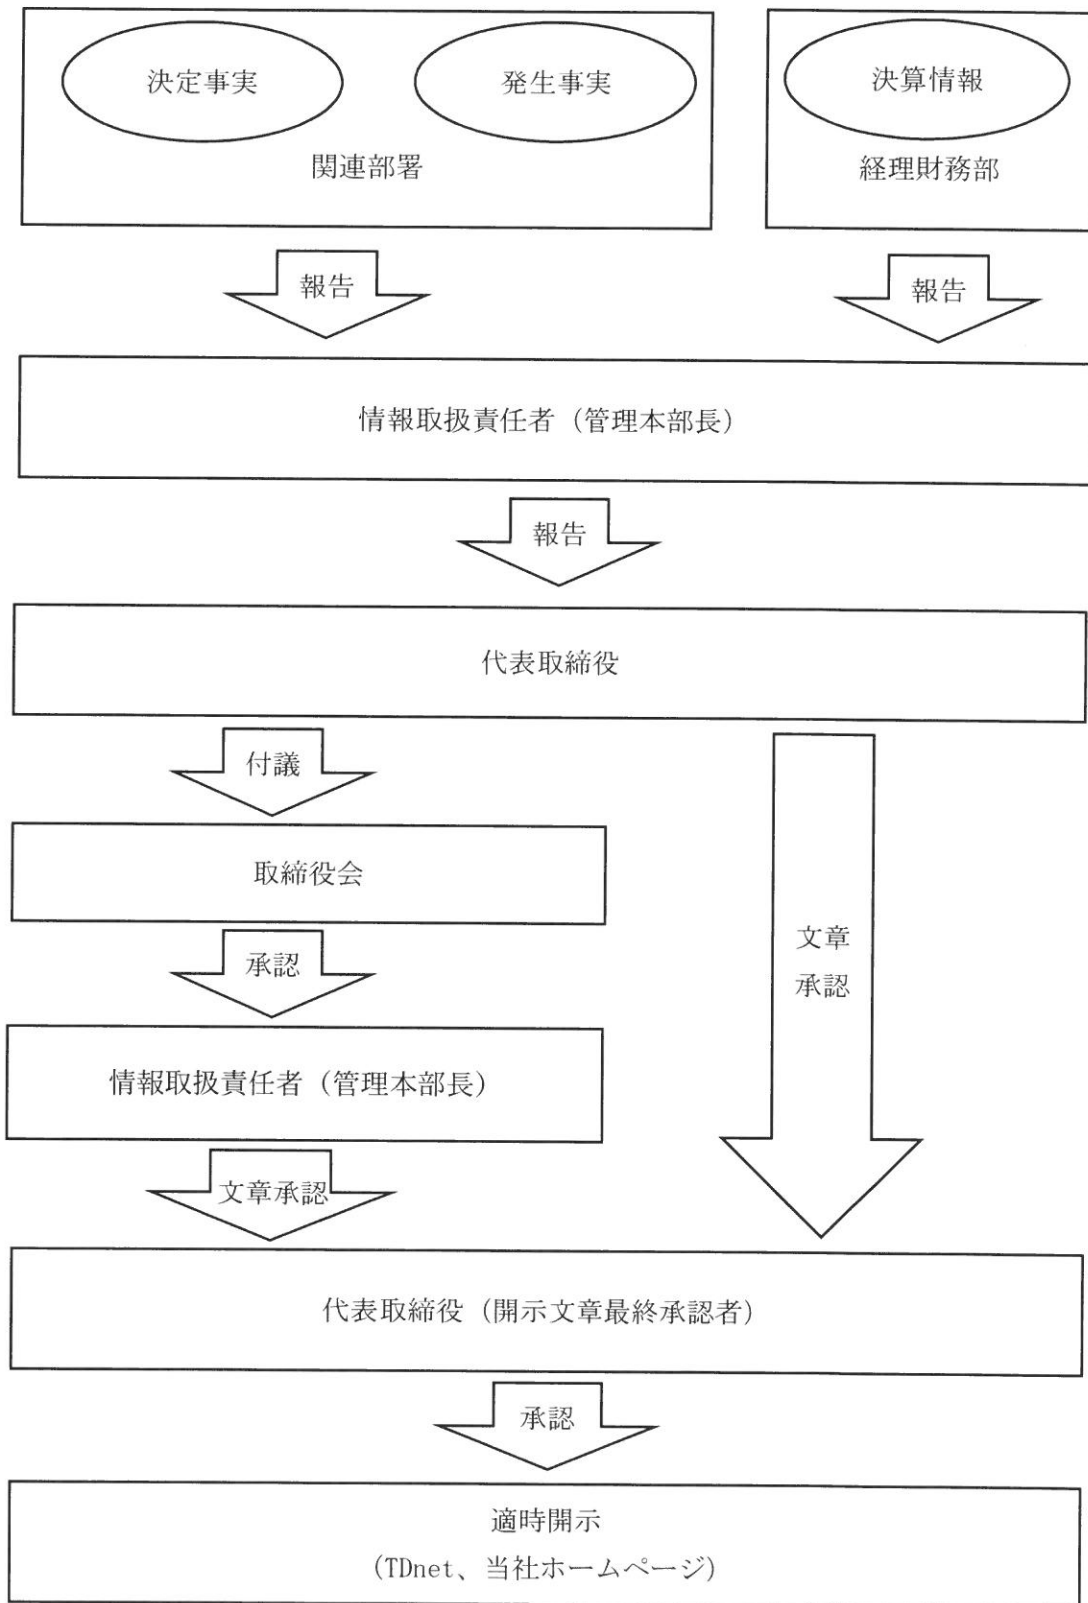 決定事実
発生事実
関連部署
決算情報
経理財務部
報告
報告
情報取扱責任者（管理本部長）
報告
代表取締役
付議
取締役会
承認
情報取扱責任者（管理本部長）
文章承認
文章
承認
代表取締役（開示文章最終承認者）
承認
適時開示
(TDnet、当社ホームページ)